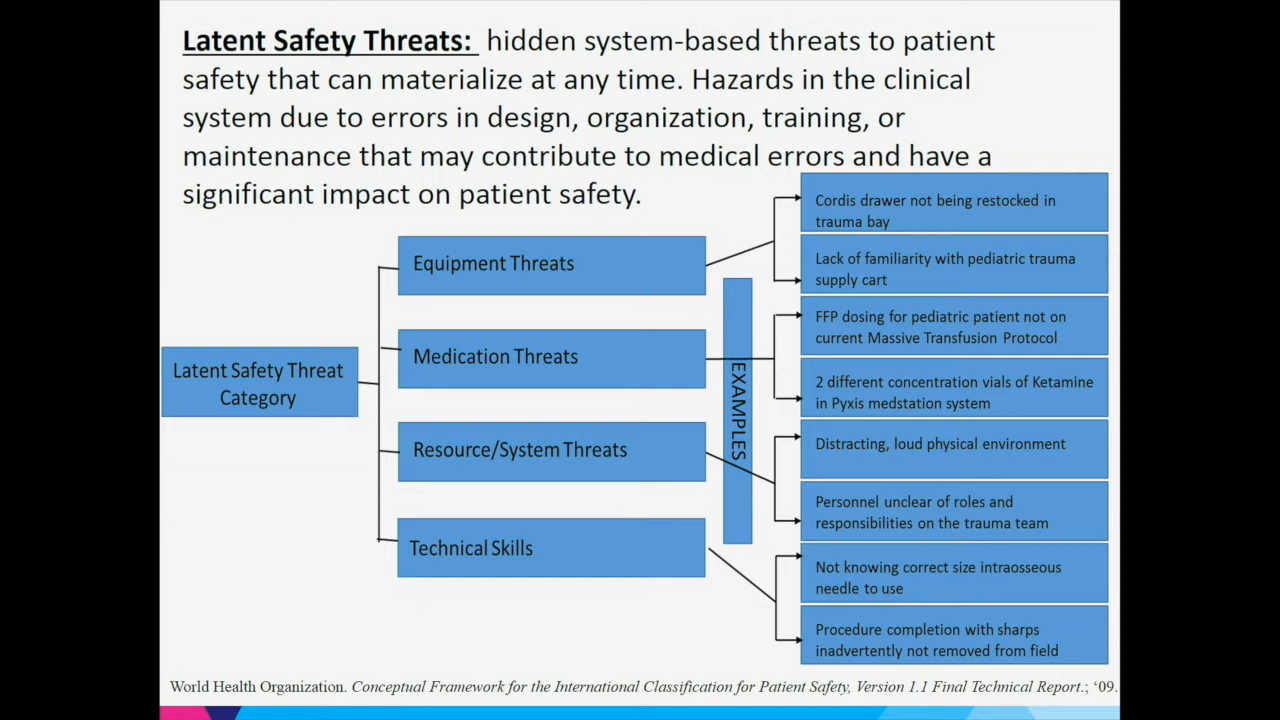 Latent Safety Threats: hidden system-based threats to patient
safety that can materialize at any time. Hazards in the clinical
system due to errors in design, organization, training, or
maintenance that may contribute to medical errors and have a
significant impact on patient safety.
Latent Safety Threat
Category
Equipment Threats
Medication Threats
Resource/System Threats
Technical Skills
EXAMPLES
Cordis drawer not being restocked in
trauma bay
Lack of familiarity with pediatric trauma
supply cart
FFP dosing for pediatric patient not on
current Massive Transfusion Protocol
2 different concentration vials of Ketamine
in Pyxis medstation system
Distracting, loud physical environment
Personnel unclear of roles and
responsibilities on the trauma team
Not knowing correct size intraosseous
needle to use
Procedure completion with sharps
inadvertently not removed from field
World Health Organization. Conceptual Framework for the International Classification for Patient Safety, Version 1.1 Final Technical Report.; ‘09.